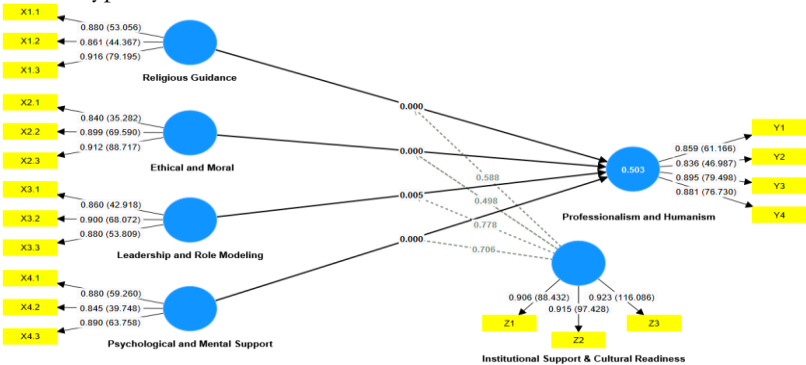 X1.1
0.880 (53.056)
X1.2
0.861 (44.367)
X1.3
0.916 (79.195)
Religious Guidance
X2.1
0.840 (35.282)
X2.2
0.899 (69.590)
X2.3
0.912 (88.717)
Ethical and Moral
X3.1
0.860 (42.918)
X3.2
0.900 (68.072)
X3.3
0.880 (53.809)
Leadership and Role Modeling
X4.1
0.880 (59.260)
X4.2
0.845 (39.748)
X4.3
0.890 (63.758)
Psychological and Mental Support
0.000
0.000
0.005
0.000
0.588
0.498
0.778
0.706
0.503
Professionalism and Humanism
0.859 (61.166)
Y1
0.836 (46.987)
Y2
0.895 (79.498)
Y3
0.881 (76.730)
Y4
0.906 (88.432)
0.923 (116.086)
0.915 (97.428)
Z1
Z2
Z3
Institutional Support & Cultural Readiness